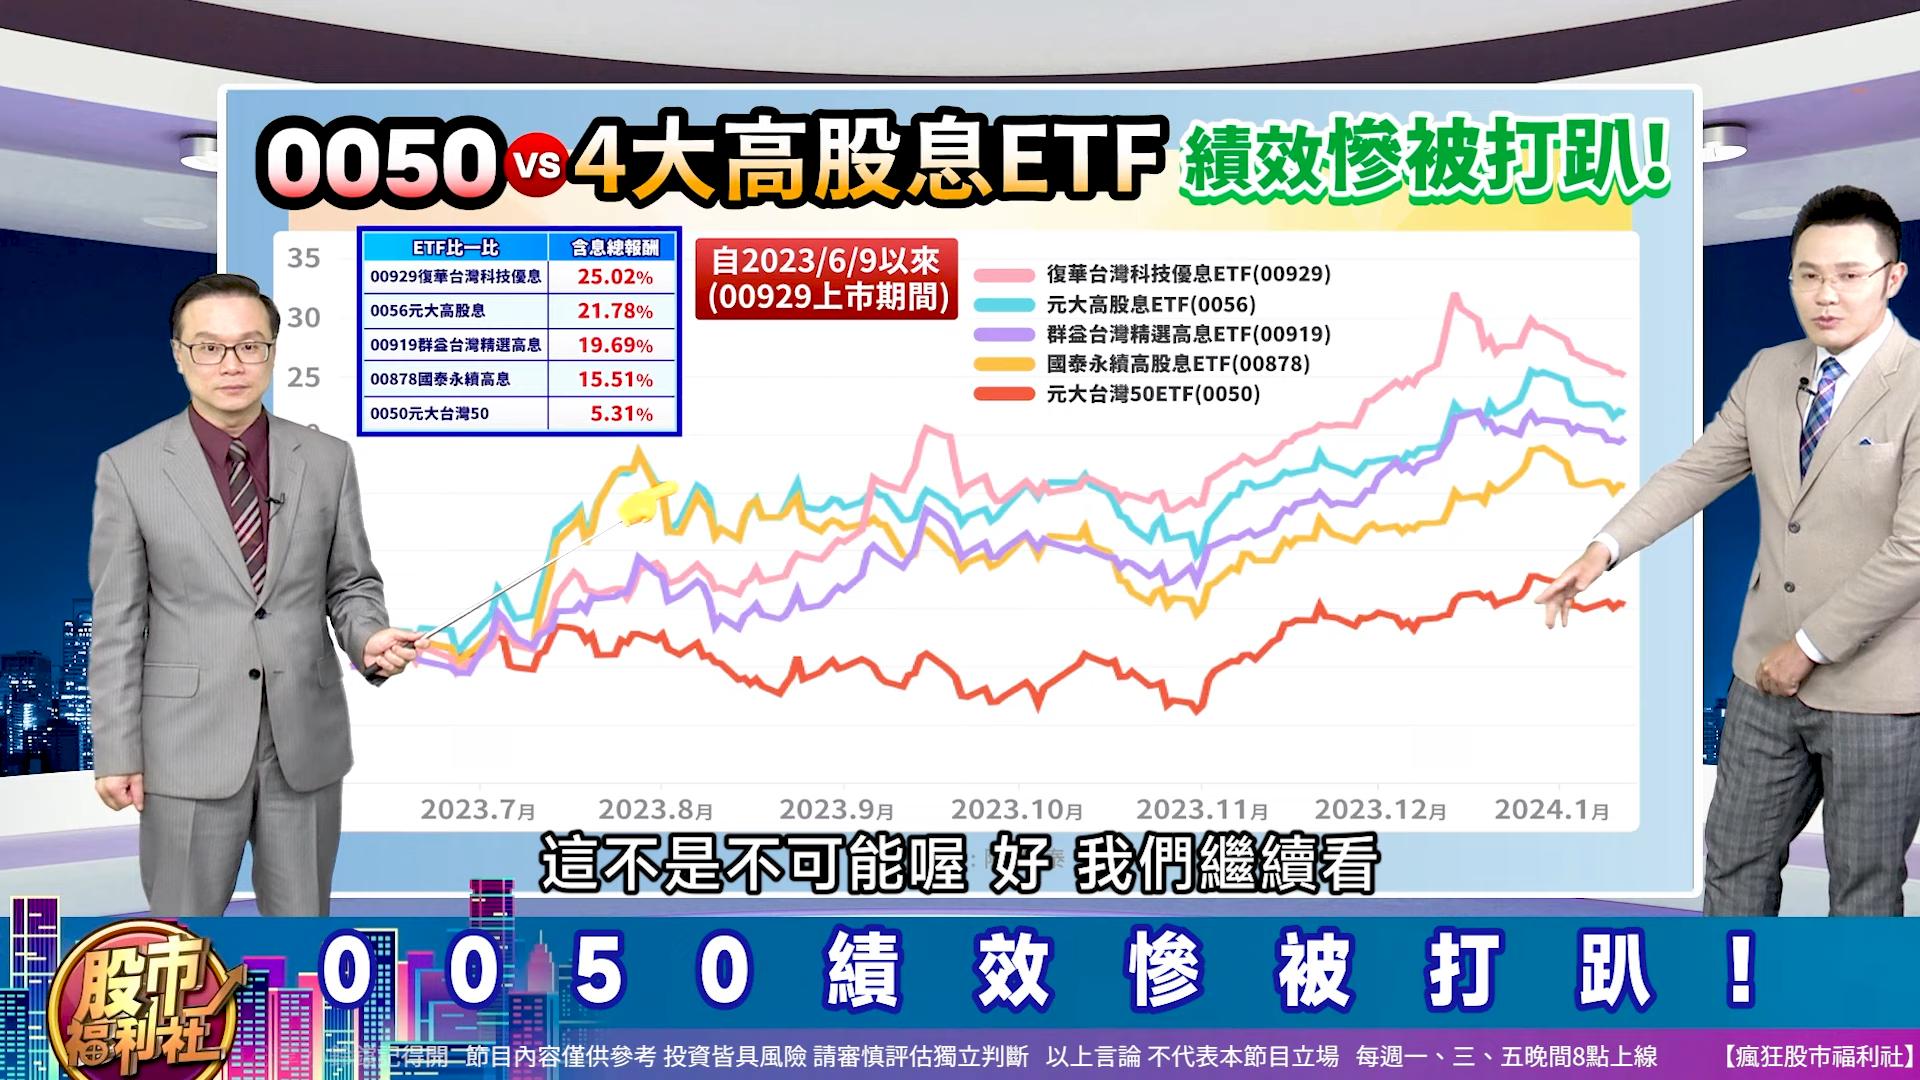 0050 vs 4大高股息ETF 績效慘被打趴!
ETF比一比 含息總報酬
00929復華台灣科技優息 25.02%
0056元大高股息 21.78%
00919群益台灣精選高息 19.69%
00878國泰永續高息 15.51%
0050元大台灣50 5.31%
自2023/6/9以來
(00929上市期間)
復華台灣科技優息ETF(00929)
元大高股息ETF(0056)
群益台灣精選高息ETF(00919)
國泰永續高股息ETF(00878)
元大台灣50ETF(0050)
35
30
25
2023.7月 2023.8月 2023.9月 2023.10月 2023.11月 2023.12月 2024.1月
這不是不可能喔 好 我們繼續看
0050績效慘被打趴!
股市
福利社
記得開 節目內容僅供參考 投資皆具風險 請審慎評估獨立判斷 以上言論 不代表本節目立場 每週一、三、五晚間8點上線 【瘋狂股市福利社】